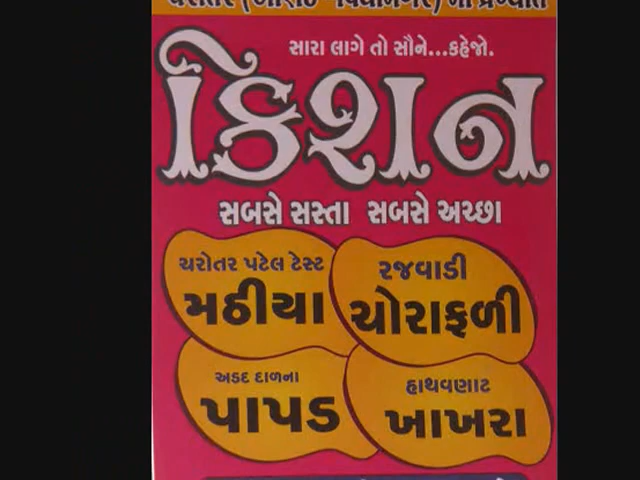 સારા લાગે તો સૌને...કહેજો.
કિશન
સબસે સસ્તા સબસે અચ્છા
ચરોતર પટેલ ટેસ્ટ
મઠીયા
રજવાડી
ચોરાફળી
અડદ દાળના
પાપડ
હાથવણાટ
ખાખરા